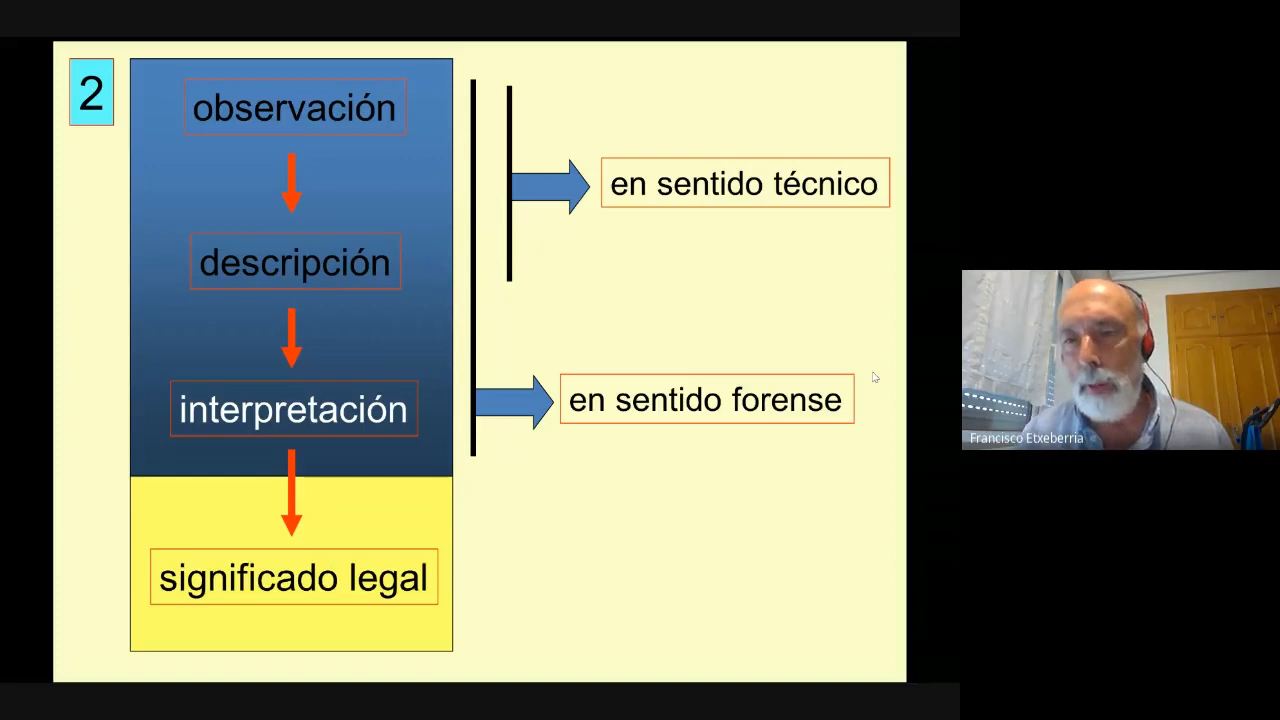 2
observación
descripción
interpretación
significado legal
en sentido técnico
en sentido forense
Francisco Etxeberria